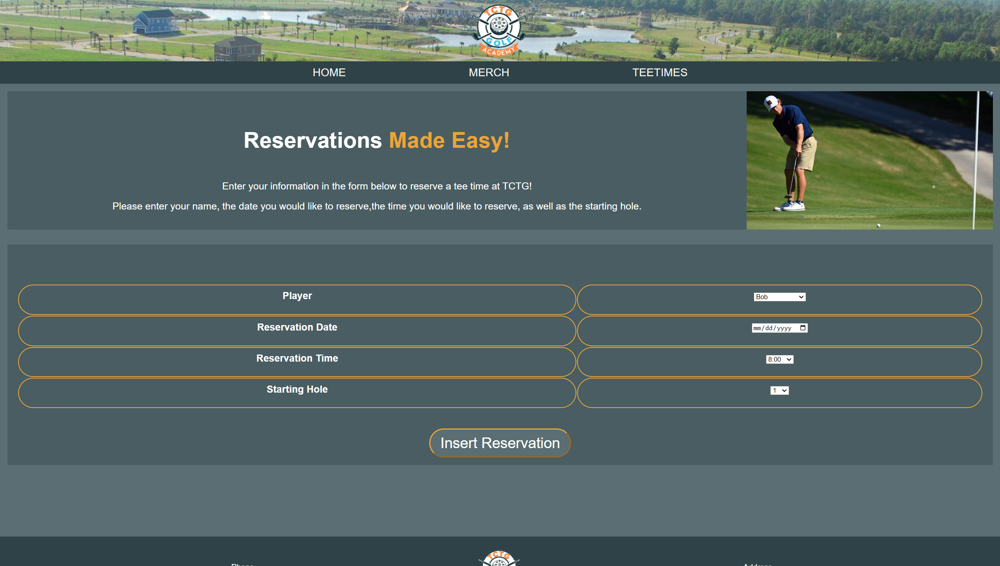 TCTG
GOLF
ACADEMY
HOME MERCH TEETIMES
Reservations Made Easy!
Enter your information in the form below to reserve a tee time at TCTG!
Please enter your name, the date you would like to reserve,the time you would like to reserve, as well as the starting hole.
Player Bob
Reservation Date mm/dd/yyyy
Reservation Time 8:00
Starting Hole 1
Insert Reservation
TCTG
Phone Address